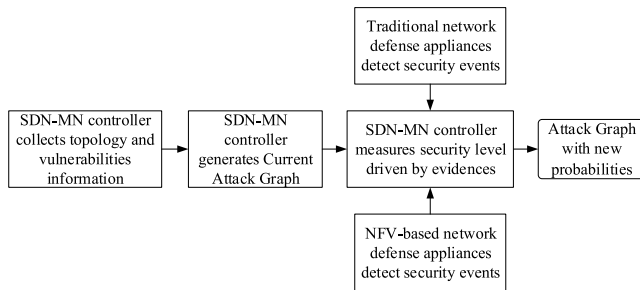 Traditional network
defense appliances
detect security events
SDN-MN controller
collects topology and
vulnerabilities
information
SDN-MN
controller
generates Current
Attack Graph
SDN-MN controller
measures security level
driven by evidences
Attack Graph
with new
probabilities
NFV-based network
defense appliances
detect security events